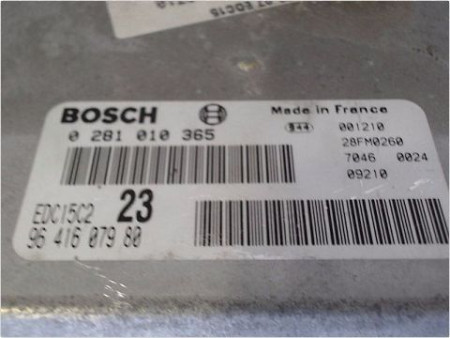 EDC15
BOSCH
Made in France
0 281 010 365
001210
28FM0260
7046 0024
09210
EDC15C2 23
96 416 079 80